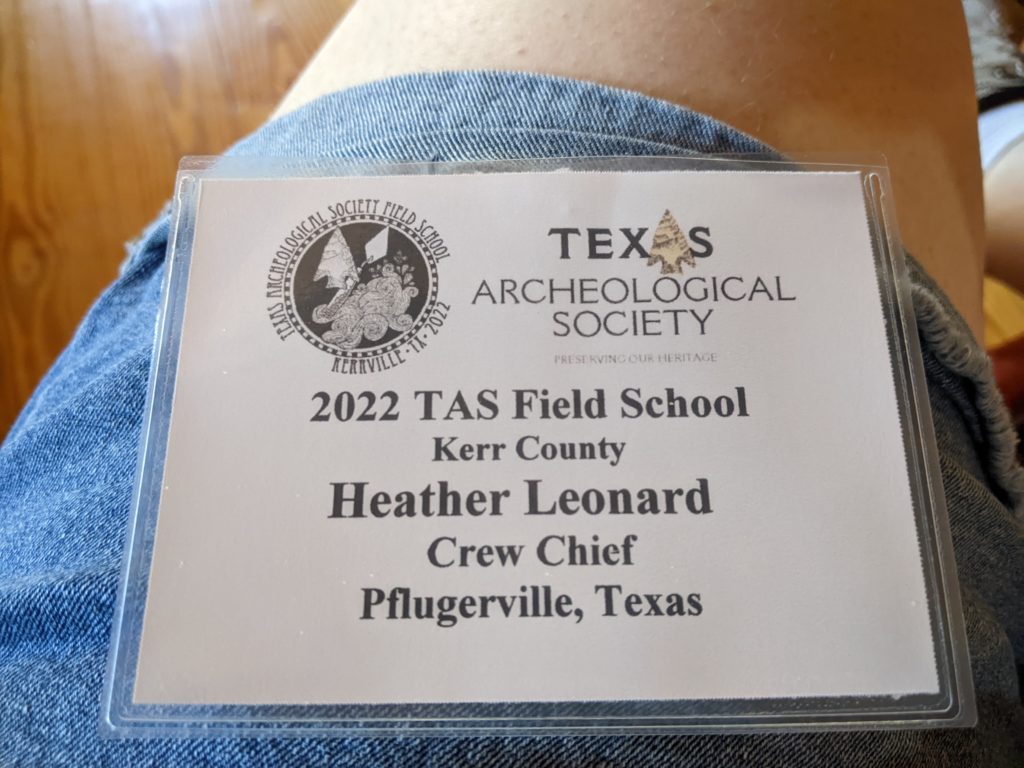 TEXAS ARCHEOLOGICAL SOCIETY FIELD SCHOOL
KERRVILLE · TX · 2022
TEXAS
ARCHEOLOGICAL
SOCIETY
PRESERVING OUR HERITAGE
2022 TAS Field School
Kerr County
Heather Leonard
Crew Chief
Pflugerville, Texas